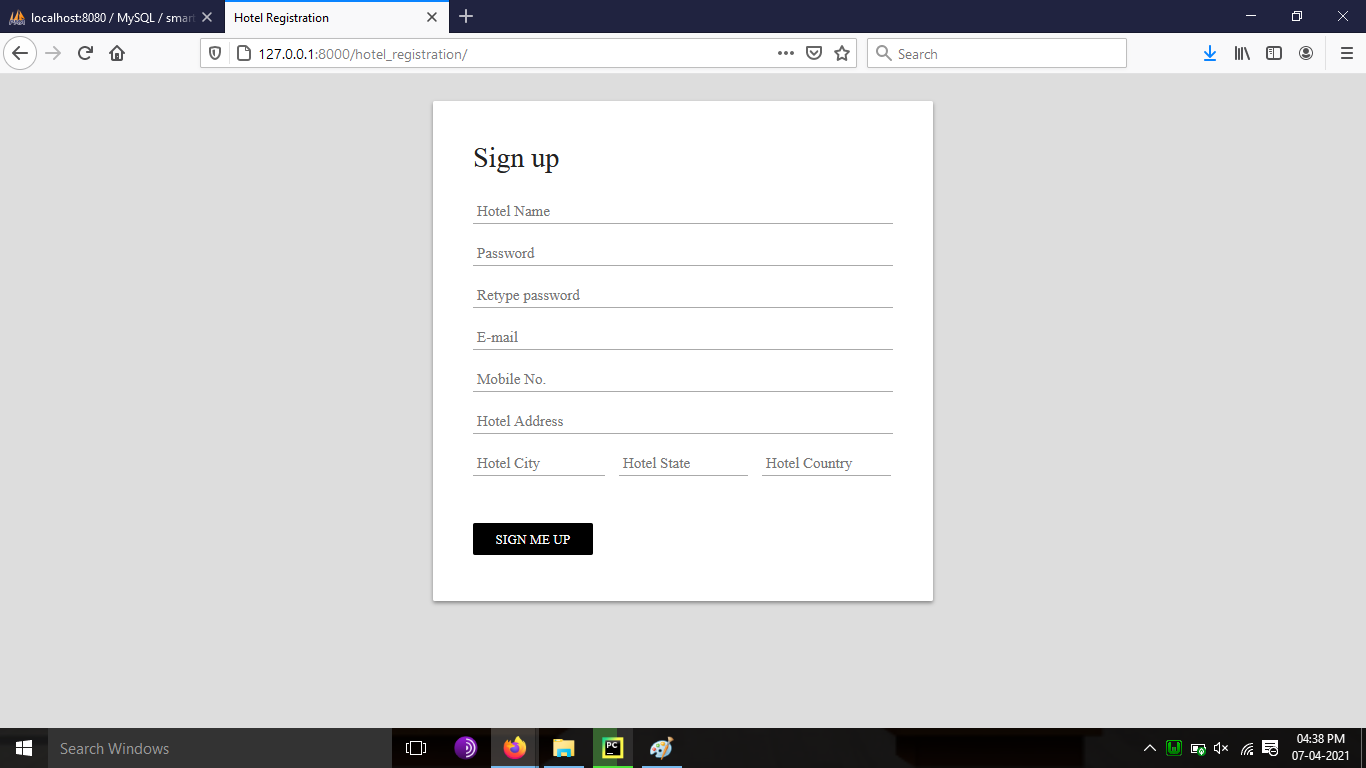 localhost:8080 / MySQL / smart
Hotel Registration
127.0.0.1:8000/hotel_registration/
Search
Sign up
Hotel Name
Password
Retype password
E-mail
Mobile No.
Hotel Address
Hotel City Hotel State Hotel Country
SIGN ME UP
Search Windows
PC
04:38 PM
07-04-2021